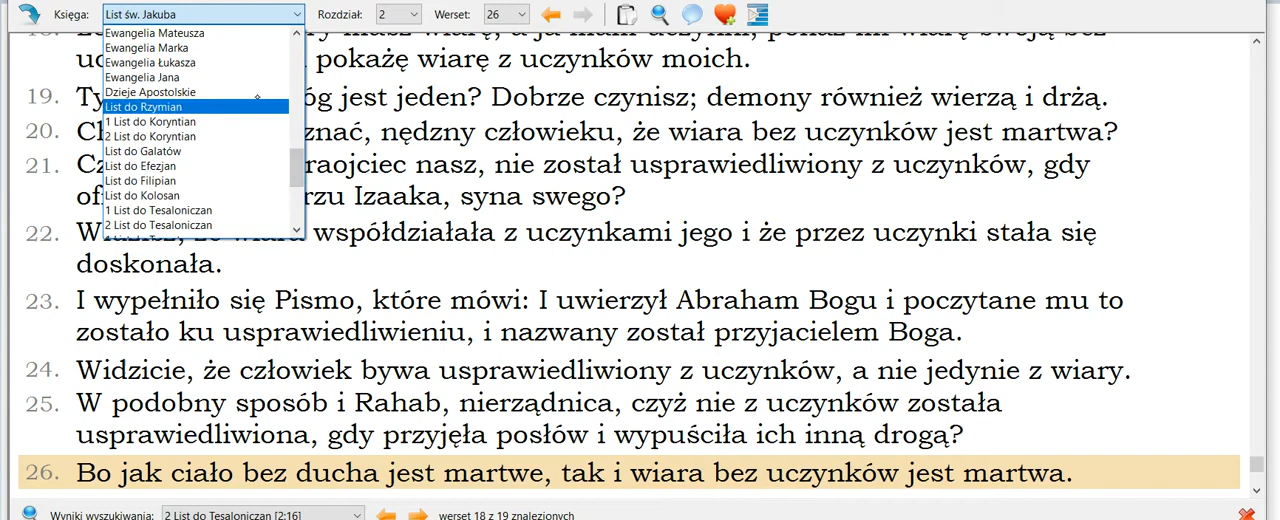 Księga: List św. Jakuba Rozdział: 2 Werset: 26
Ewangelia Mateusza
Ewangelia Marka
Ewangelia Łukasza
Ewangelia Jana
Dzieje Apostolskie
List do Rzymian
1 List do Koryntian
2 List do Koryntian
List do Galatów
List do Efezjan
List do Filipian
List do Kolosan
1 List do Tesaloniczan
2 List do Tesaloniczan
pokażę wiarę z uczynków moich.
19. jest jeden? Dobrze czynisz; demony również wierzą i drżą.
20. nędzny człowieku, że wiara bez uczynków jest martwa?
21. nasz, nie został usprawiedliwiony z uczynków, gdy
Izaaka, syna swego?
22. współdziałała z uczynkami jego i że przez uczynki stała się
doskonała.
23. I wypełniło się Pismo, które mówi: I uwierzył Abraham Bogu i poczytane mu to
zostało ku usprawiedliwieniu, i nazwany został przyjacielem Boga.
24. Widzicie, że człowiek bywa usprawiedliwiony z uczynków, a nie jedynie z wiary.
25. W podobny sposób i Rahab, nierządnica, czyż nie z uczynków została
usprawiedliwiona, gdy przyjęła posłów i wypuściła ich inną drogą?
26. Bo jak ciało bez ducha jest martwe, tak i wiara bez uczynków jest martwa.
Wyniki wyszukiwania: 2 List do Tesaloniczan [2:16] werset 18 z 19 znalezionych